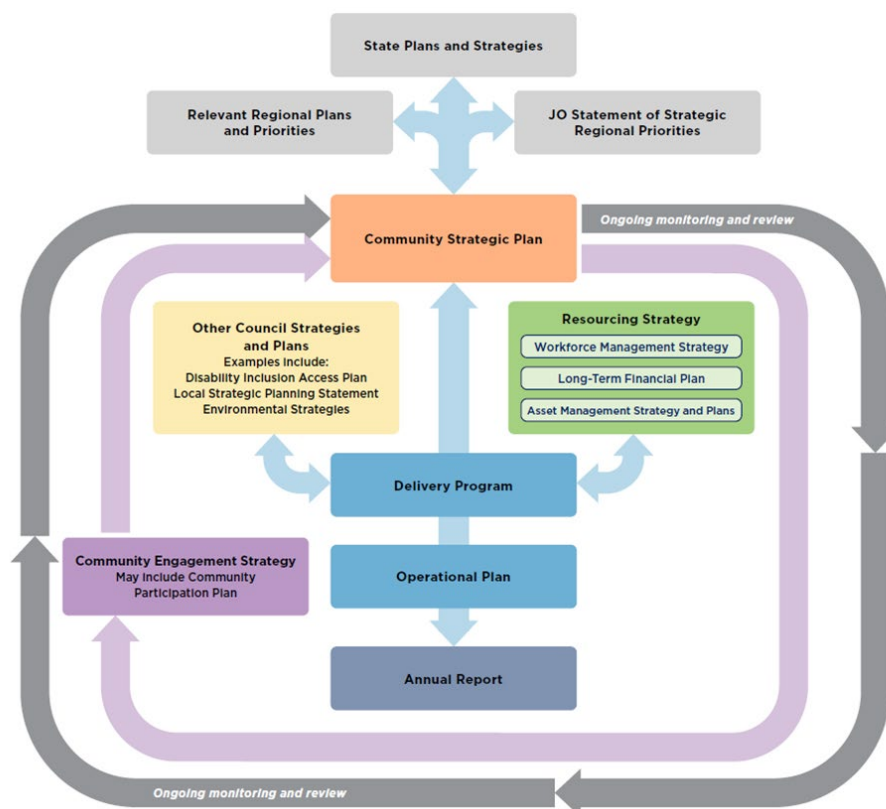 State Plans and Strategies
Relevant Regional Plans
and Priorities
JO Statement of Strategic
Regional Priorities
Ongoing monitoring and review
Community Strategic Plan
Other Council Strategies
and Plans
Examples include:
Disability Inclusion Access Plan
Local Strategic Planning Statement
Environmental Strategies
Resourcing Strategy
Workforce Management Strategy
Long-Term Financial Plan
Asset Management Strategy and Plans
Delivery Program
Community Engagement Strategy
May include Community
Participation Plan
Operational Plan
Annual Report
Ongoing monitoring and review